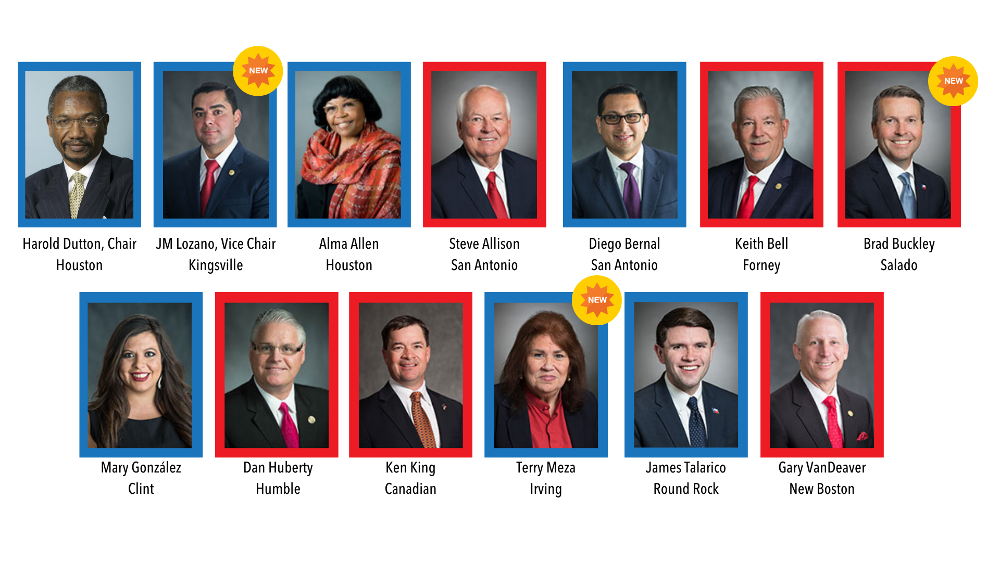 NEW
NEW
Harold Dutton, Chair
Houston
JM Lozano, Vice Chair
Kingsville
Alma Allen
Houston
Steve Allison
San Antonio
Diego Bernal
San Antonio
Keith Bell
Forney
Brad Buckley
Salado
NEW
Mary González
Clint
Dan Huberty
Humble
Ken King
Canadian
Terry Meza
Irving
James Talarico
Round Rock
Gary VanDeaver
New Boston